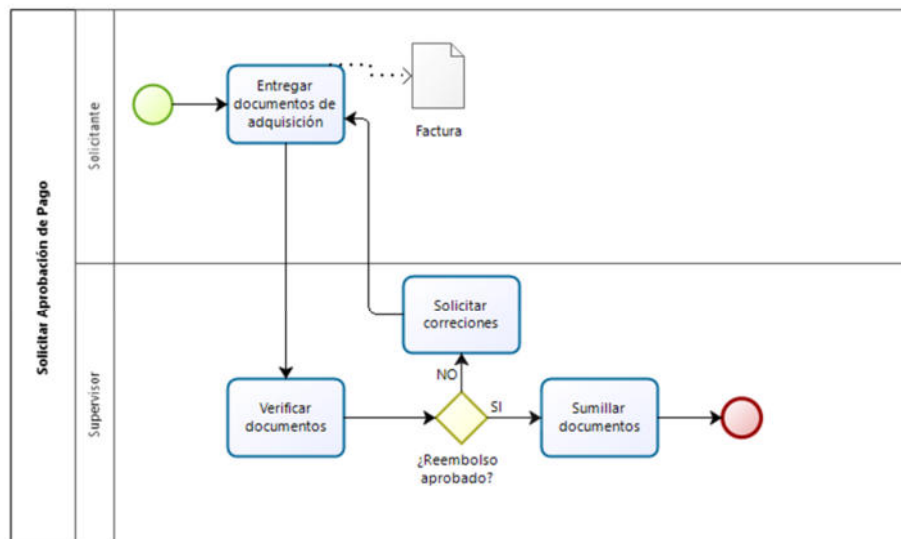 Solicitar Aprobación de Pago
Solicitante
Entregar
documentos de
adquisición
Factura
Supervisor
Solicitar
correciones
NO
Verificar
documentos
SI
Sumillar
documentos
¿Reembolso
aprobado?